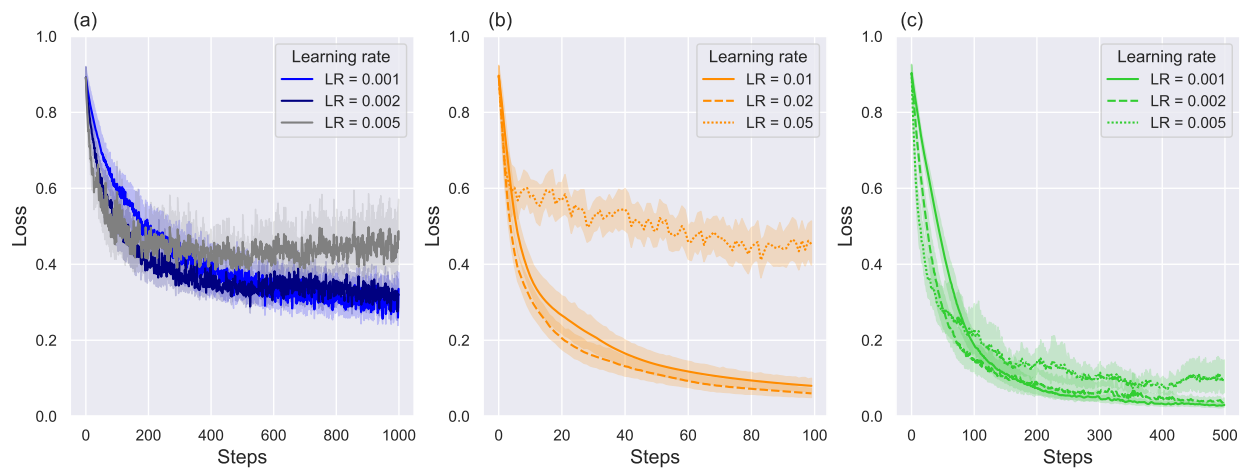 (a)
Loss
1.0
0.8
0.6
0.4
0.2
0.0
Learning rate
LR = 0.001
LR = 0.002
LR = 0.005
0 200 400 600 800 1000
Steps
(b)
Loss
1.0
0.8
0.6
0.4
0.2
0.0
Learning rate
LR = 0.01
LR = 0.02
LR = 0.05
0 20 40 60 80 100
Steps
(c)
Loss
1.0
0.8
0.6
0.4
0.2
0.0
Learning rate
LR = 0.001
LR = 0.002
LR = 0.005
0 100 200 300 400 500
Steps